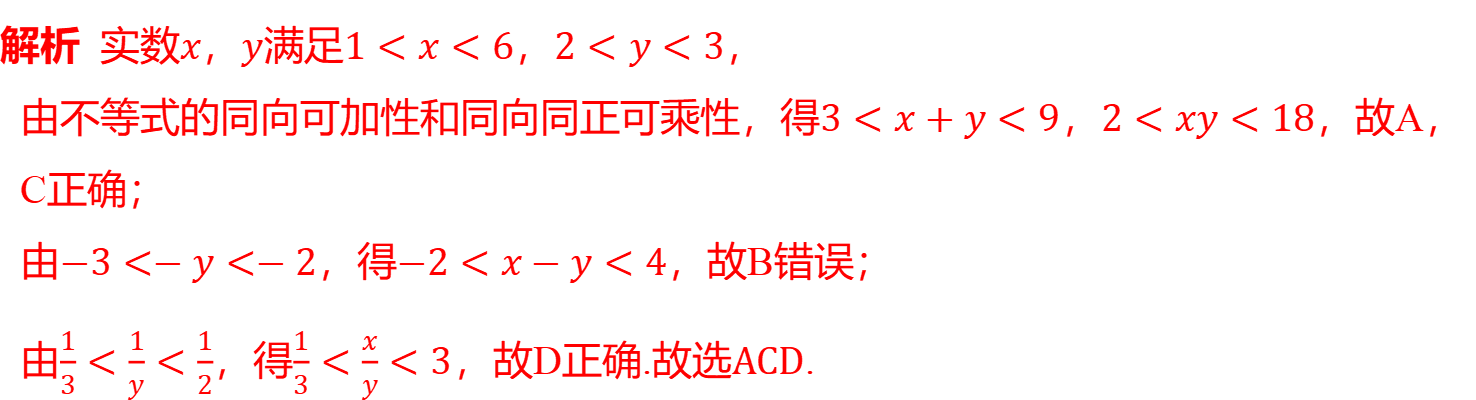 解析 实数x，y满足1 < x < 6，2 < y < 3，
由不等式的同向可加性和同向同正可乘性，得3 < x + y < 9，2 < xy < 18，故A，
C正确；
由−3 <− y <− 2，得−2 < x − y < 4，故B错误；
由1/3 < 1/y < 1/2，得1/3 < x/y < 3，故D正确.故选ACD.